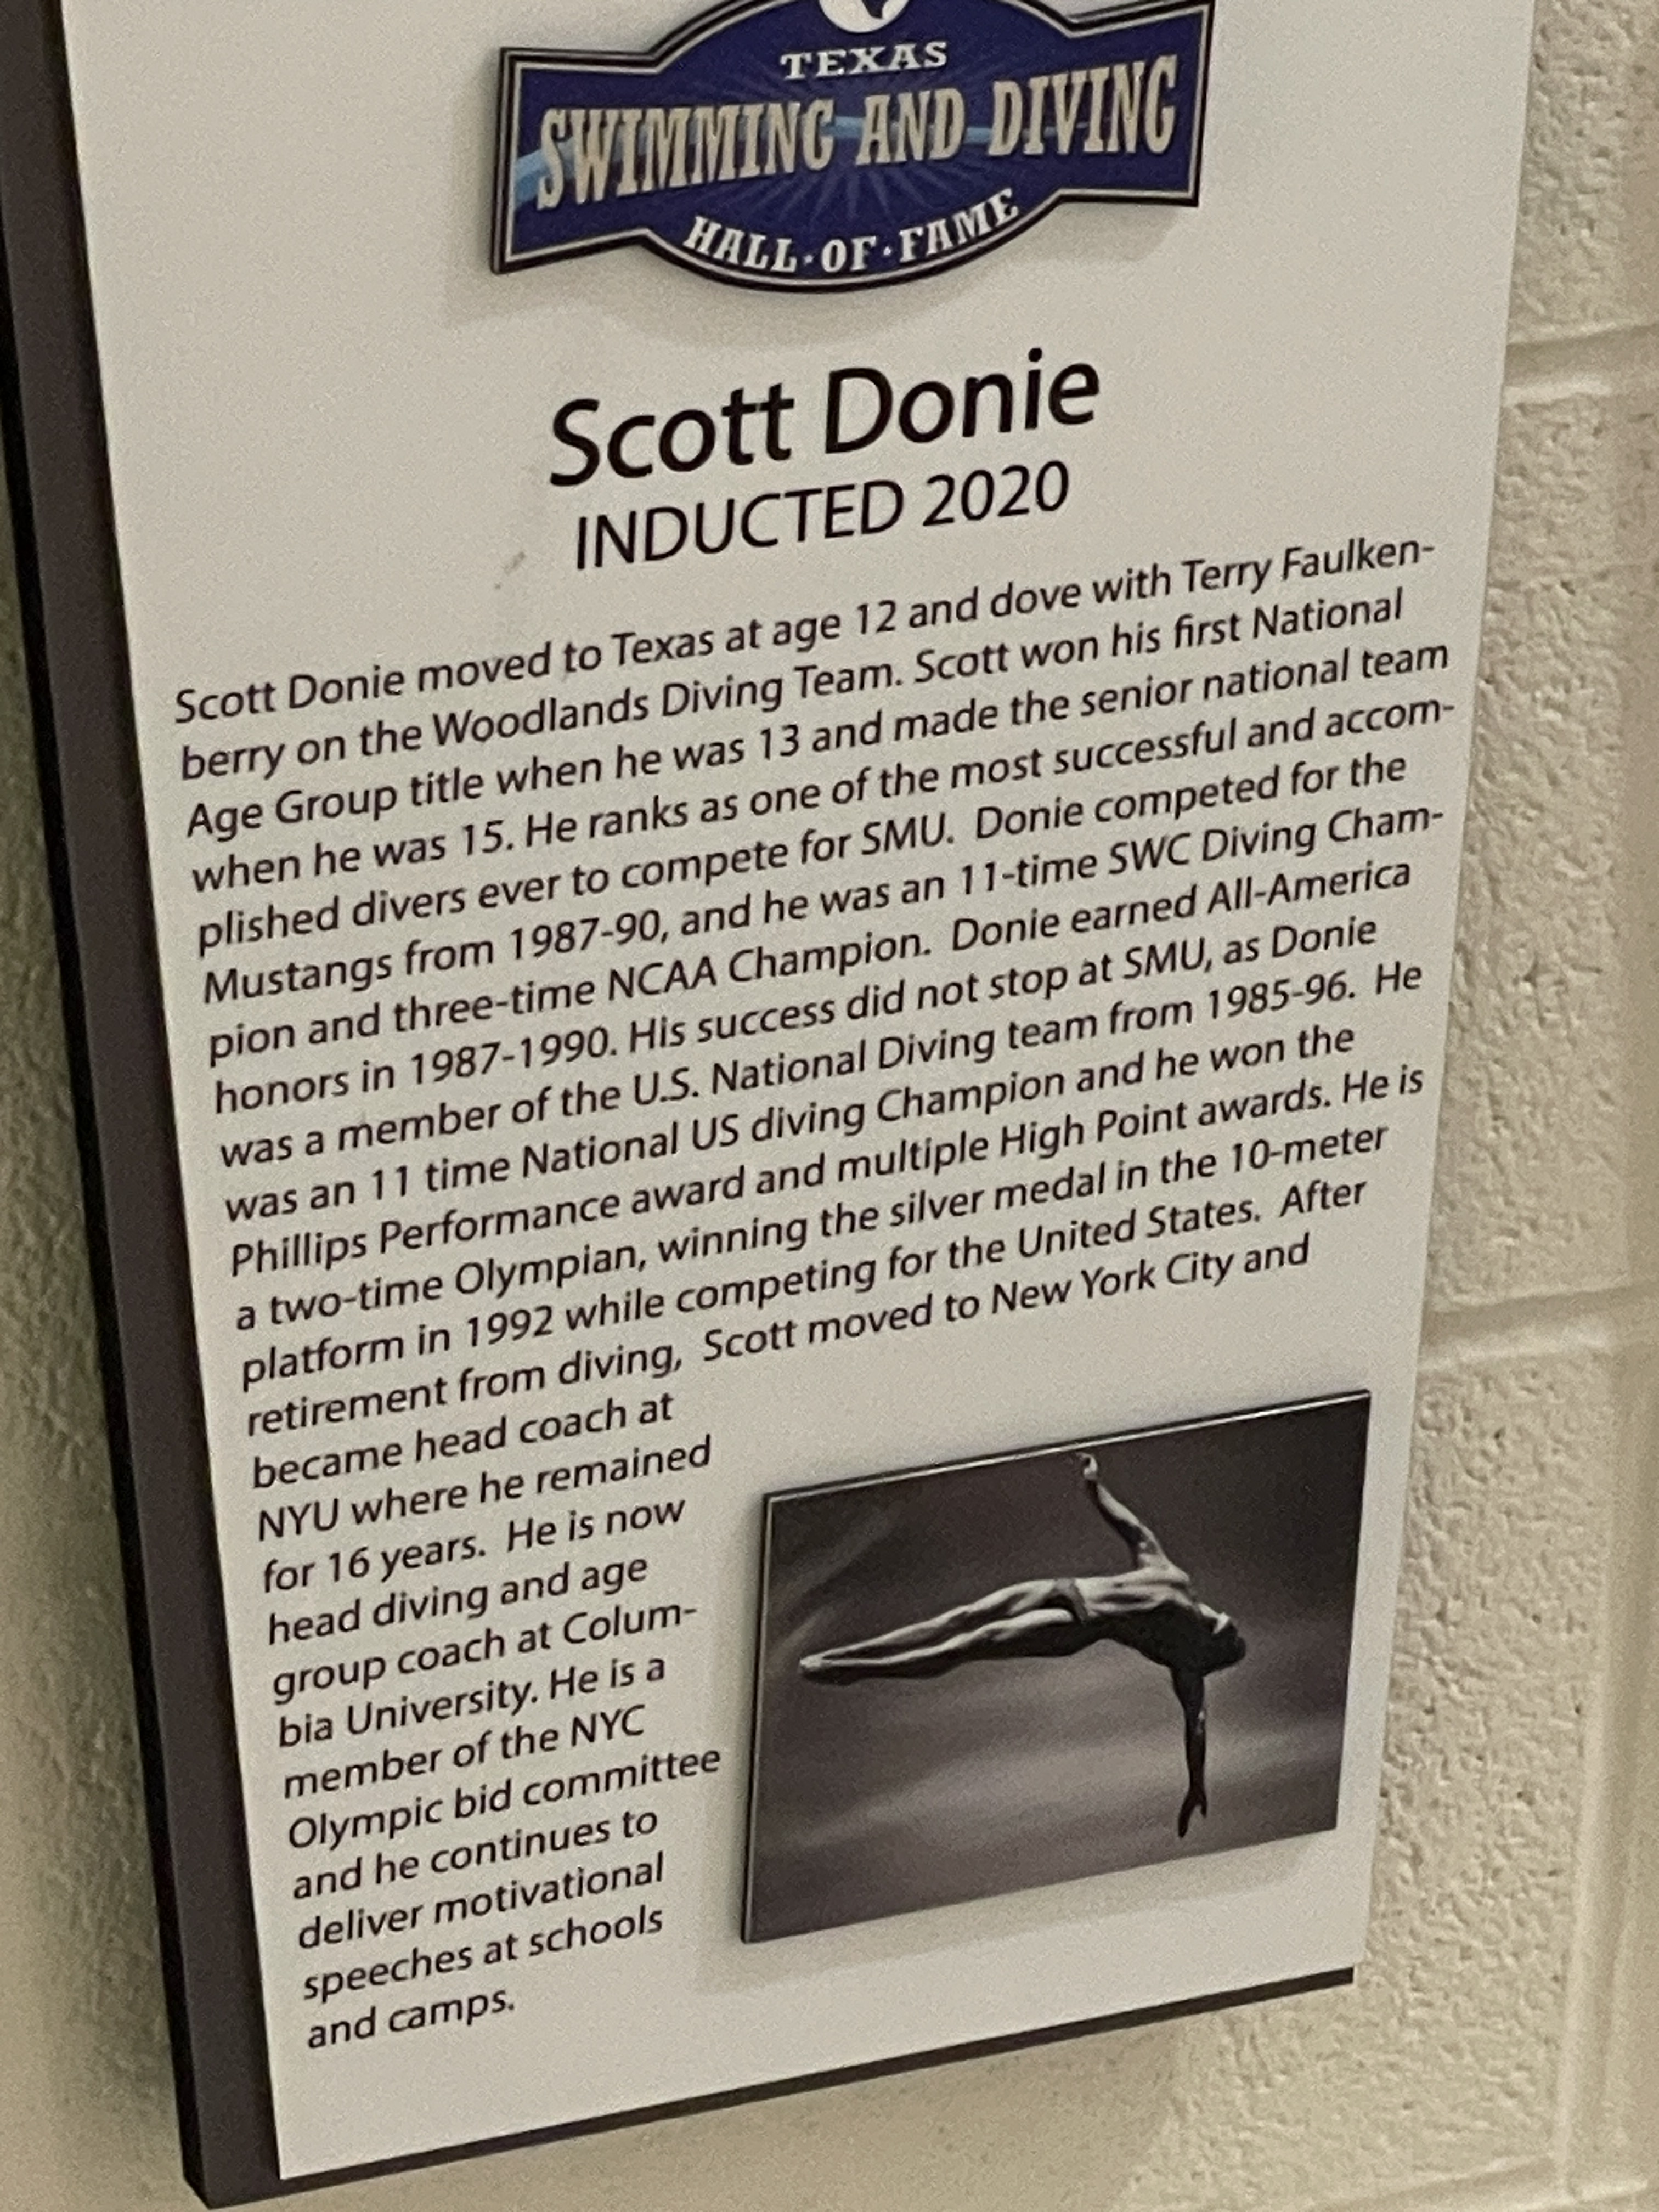 TEXAS
SWIMMING AND DIVING
HALL·OF·FAME
Scott Donie
INDUCTED 2020
Scott Donie moved to Texas at age 12 and dove with Terry Faulken-
berry on the Woodlands Diving Team. Scott won his first National
Age Group title when he was 13 and made the senior national team
when he was 15. He ranks as one of the most successful and accom-
plished divers ever to compete for SMU. Donie competed for the
Mustangs from 1987-90, and he was an 11-time SWC Diving Cham-
pion and three-time NCAA Champion. Donie earned All-America
honors in 1987-1990. His success did not stop at SMU, as Donie
was a member of the U.S. National Diving team from 1985-96. He
was an 11 time National US diving Champion and he won the
Phillips Performance award and multiple High Point awards. He is
a two-time Olympian, winning the silver medal in the 10-meter
platform in 1992 while competing for the United States. After
retirement from diving, Scott moved to New York City and
became head coach at
NYU where he remained
for 16 years. He is now
head diving and age
group coach at Colum-
bia University. He is a
member of the NYC
Olympic bid committee
and he continues to
deliver motivational
speeches at schools
and camps.